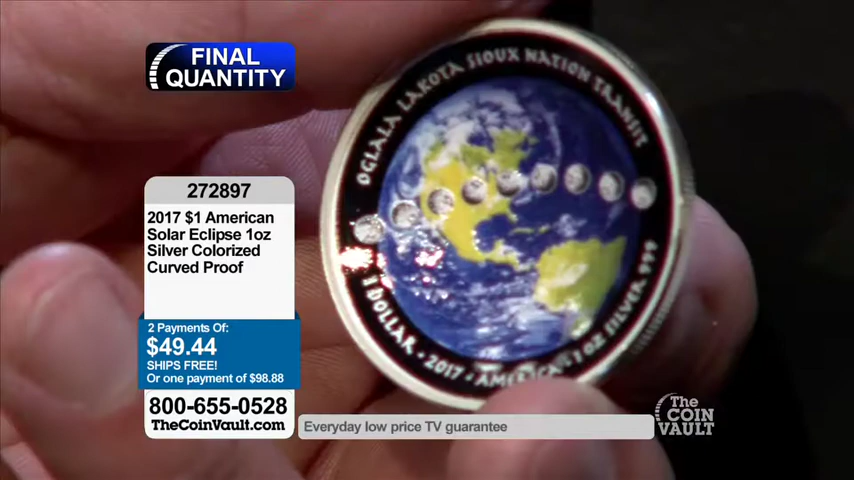 FINAL
QUANTITY
272897
2017 $1 American
Solar Eclipse 1oz
Silver Colorized
Curved Proof
2 Payments Of:
$49.44
SHIPS FREE!
Or one payment of $98.88
800-655-0528
TheCoinVault.com
Everyday low price TV guarantee
The
COIN
VAULT
OGLALA LAKOTA SIOUX NATION TRANSIT
1 DOLLAR • 2017 • AMERICA • 1 OZ SILVER 999